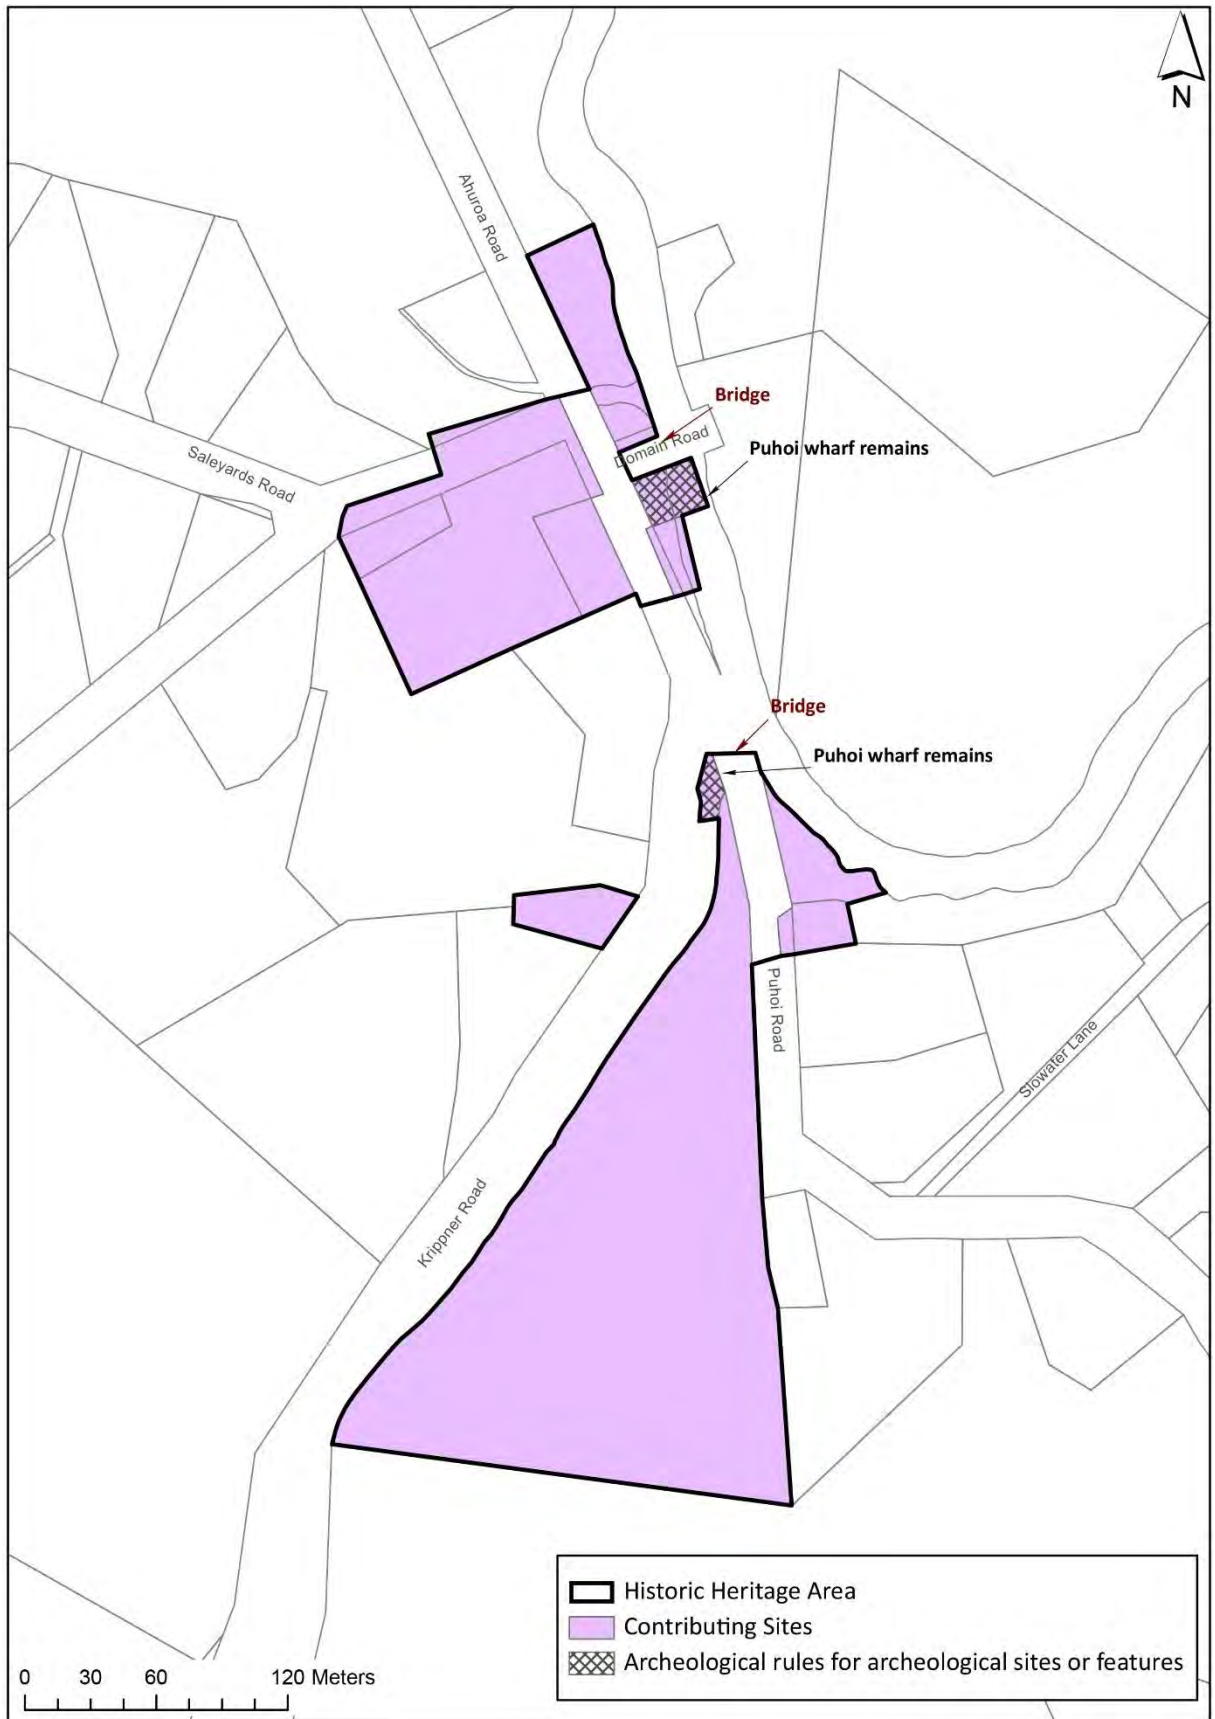 N
Ahuroa Road
Bridge
Domain Road
Puhoi wharf remains
Saleyards Road
Bridge
Puhoi wharf remains
Puhoi Road
Slowater Lane
Krippner Road
Historic Heritage Area
Contributing Sites
Archeological rules for archeological sites or features
0 30 60 120 Meters